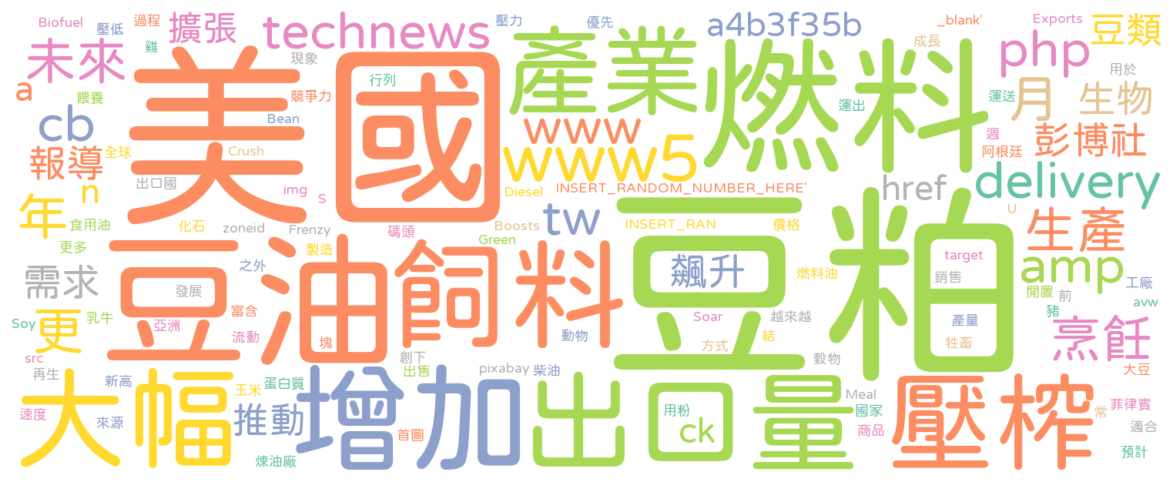 Biofuel
壓低
過程
擴張
technews
壓力
優先
a4b3f35b
_blank'
成長
Exports
php
豆類
未來
雞
現象
美國
行列
產業
燃料
運出
運送
月
生物
用於
a
餵養
cb
Bean
競爭力
www
www5
週
阿根廷
彭博社
報導
全球
Crush
出口國
img
S
Diesel
INSERT_RANDOM_NUMBER_HERE'
href
delivery
年
n
食用油
更多
化石
zoneid
Frenzy
碼頭
Boosts
Green
tw
INSERT_RAN
價格
U
生產
需求
之外
製造
豆油
飼料
豆粕
飆升
燃料油
target
銷售
amp
閒置
前
工廠
avw
豬
發展
富含
流動
亞洲
乳牛
Soy
更
塊
動物
Soar
越來越
結
方式
產量
牲畜
烹飪
大豆
src
再生
新高
創下
出售
pixabay
柴油
穀物
Meal
大幅
玉米
蛋白質
推動
增加
出口量
用粉
ck
國家
商品
壓榨
常
菲律賓
適合
預計
速度
來源
煉油廠
首圖